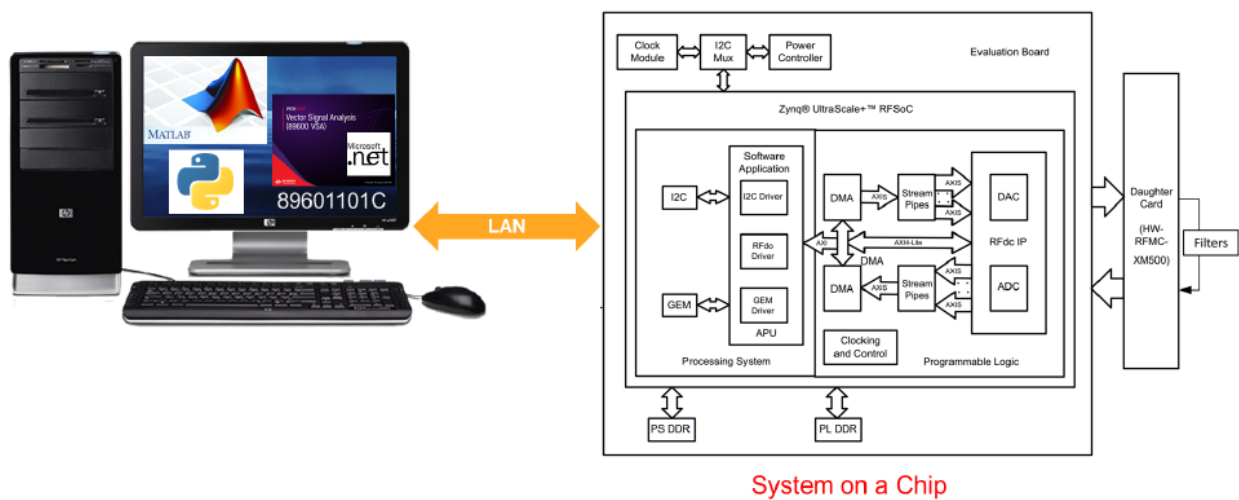 MATLAB®
Vector Signal Analysis
(89600 VSA)
Microsoft
.net
89601101C
LAN
Evaluation Board
Clock
Module
I2C
Mux
Power
Controller
Zynq® UltraScale+™ RFSoC
Software
Application
I2C
I2C Driver
RFdo
Driver
GEM
GEM
Driver
APU
Processing System
DMA
AXIS
Stream
Pipes
AXIS
AXIS
DAC
AXI
AXI4-Lite
RFdc IP
DMA
DMA
AXIS
Stream
Pipes
AXIS
AXIS
ADC
Clocking
and Control
Programmable Logic
PS DDR
PL DDR
Daughter
Card
(HW-
RFMC-
XM500)
Filters
System on a Chip